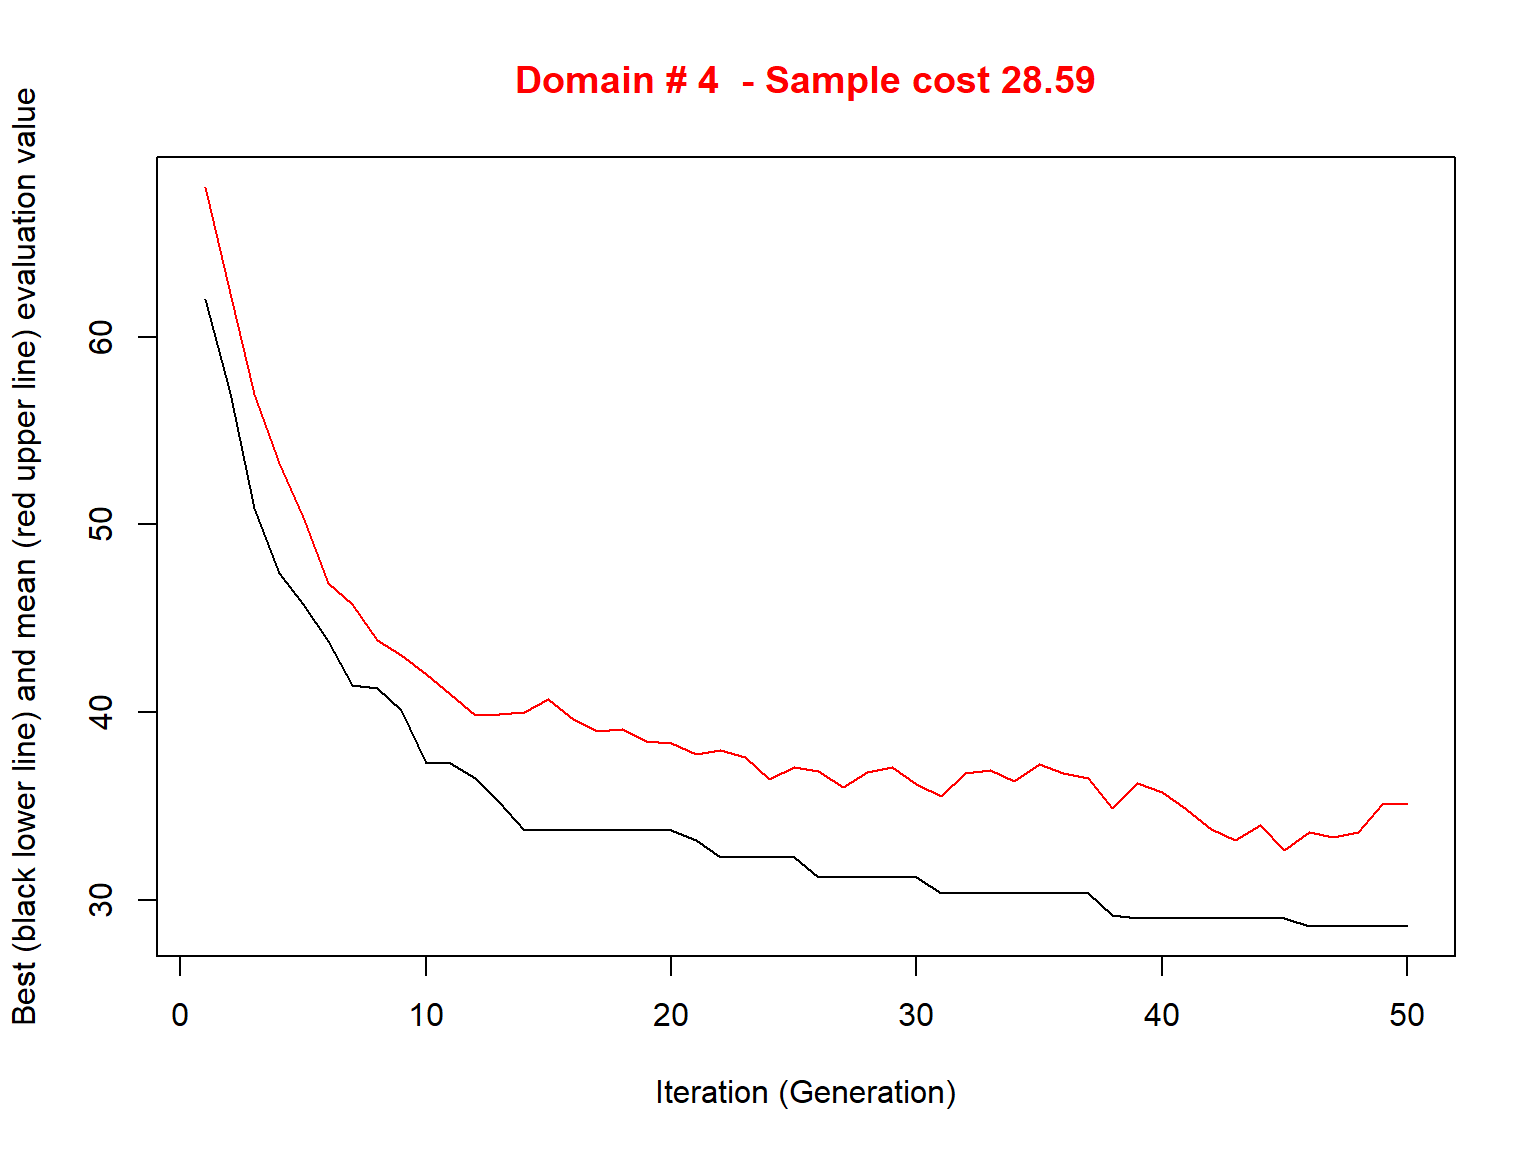 Domain # 4  - Sample cost 28.59
Best (black lower line) and mean (red upper line) evaluation value
60
50
40
30
0 10 20 30 40 50
Iteration (Generation)